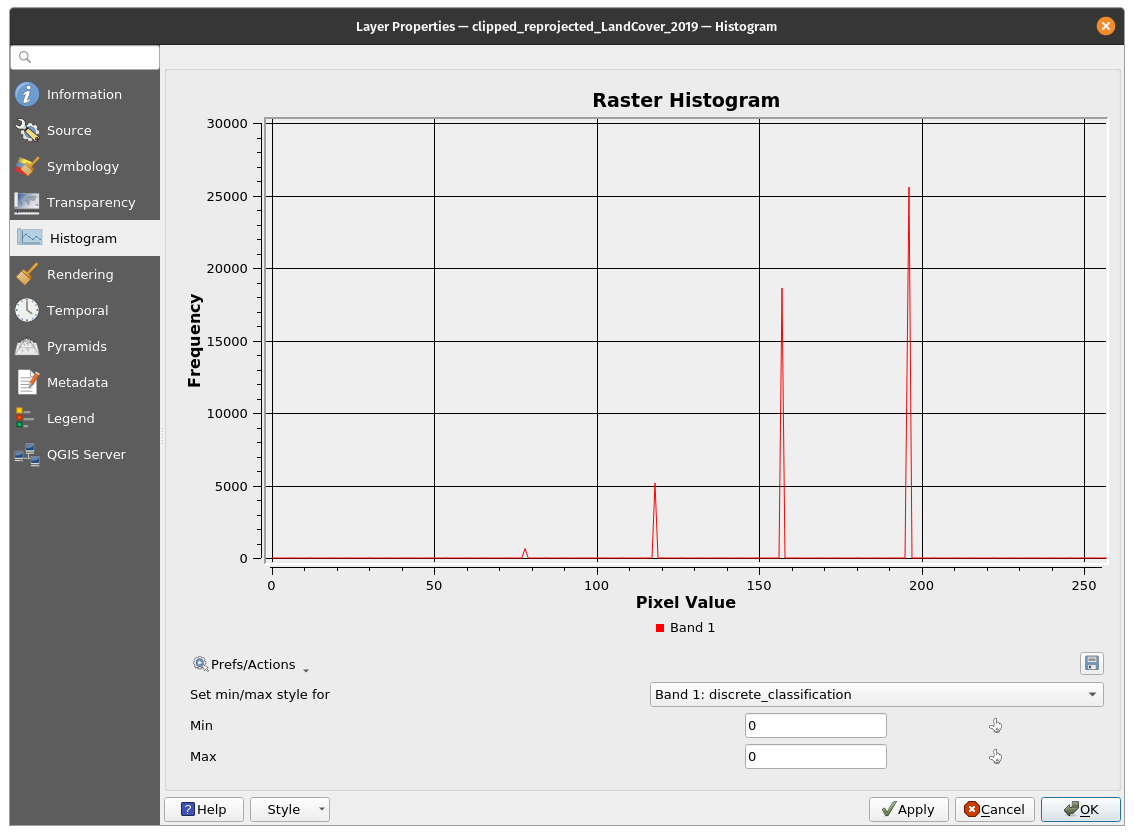 Layer Properties — clipped_reprojected_LandCover_2019 — Histogram
Information
Source
Symbology
Transparency
Histogram
Rendering
Temporal
Pyramids
Metadata
Legend
QGIS Server
Raster Histogram
Frequency
30000
25000
20000
15000
10000
5000
0
0 50 100 150 200 250
Pixel Value
Band 1
Prefs/Actions
Set min/max style for Band 1: discrete_classification
Min 0
Max 0
Help Style Apply Cancel OK